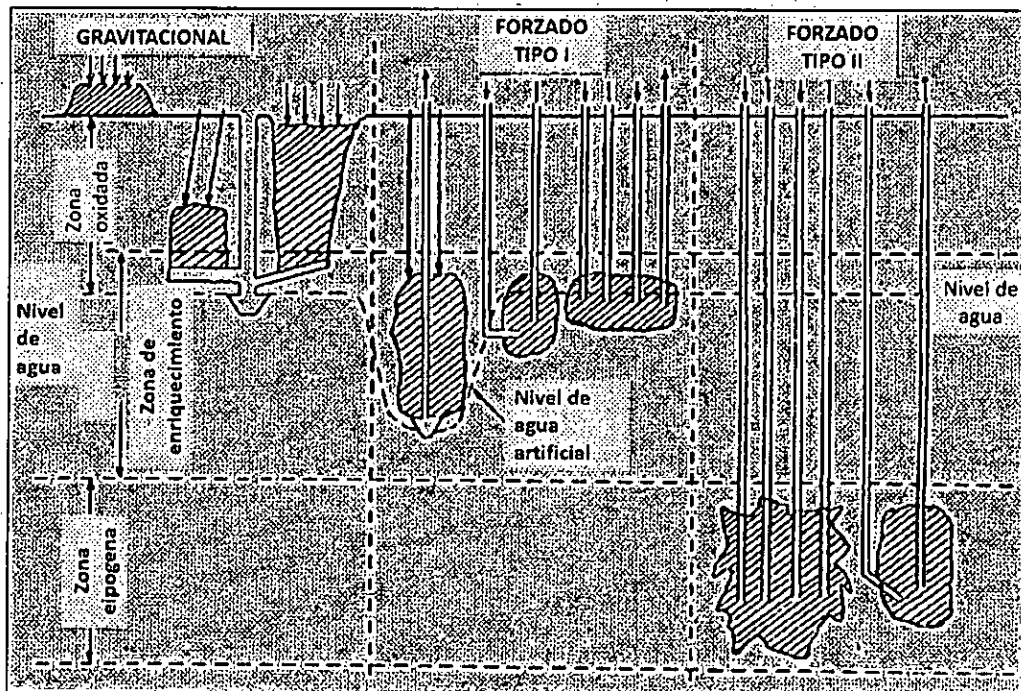 GRAVITACIONAL
FORZADO
TIPO I
FORZADO
TIPO II
Zona
oxidada
Nivel
de
agua
Zona de
enriquecimiento
Nivel de
agua
artificial
Nivel de
agua
Zona
eipogena